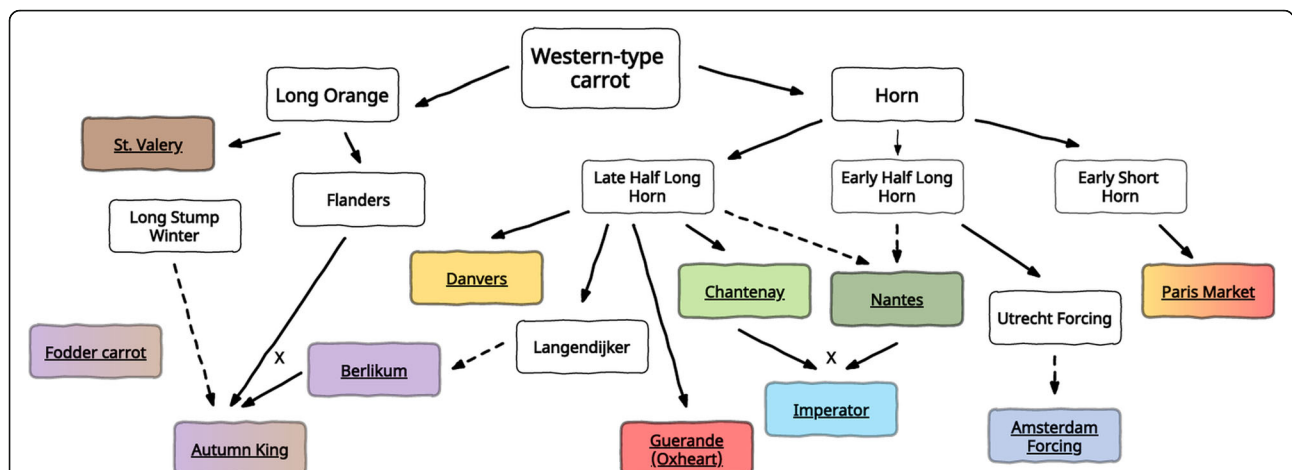 Western-type
carrot
Long Orange
Horn
St. Valery
Late Half Long
Horn
Early Half Long
Horn
Early Short
Horn
Flanders
Long Stump
Winter
Danvers
Chantenay
Nantes
Paris Market
Utrecht Forcing
Fodder carrot
X
Berlikum
Langendijker
X
Imperator
Autumn King
Guerande
(Oxheart)
Amsterdam
Forcing